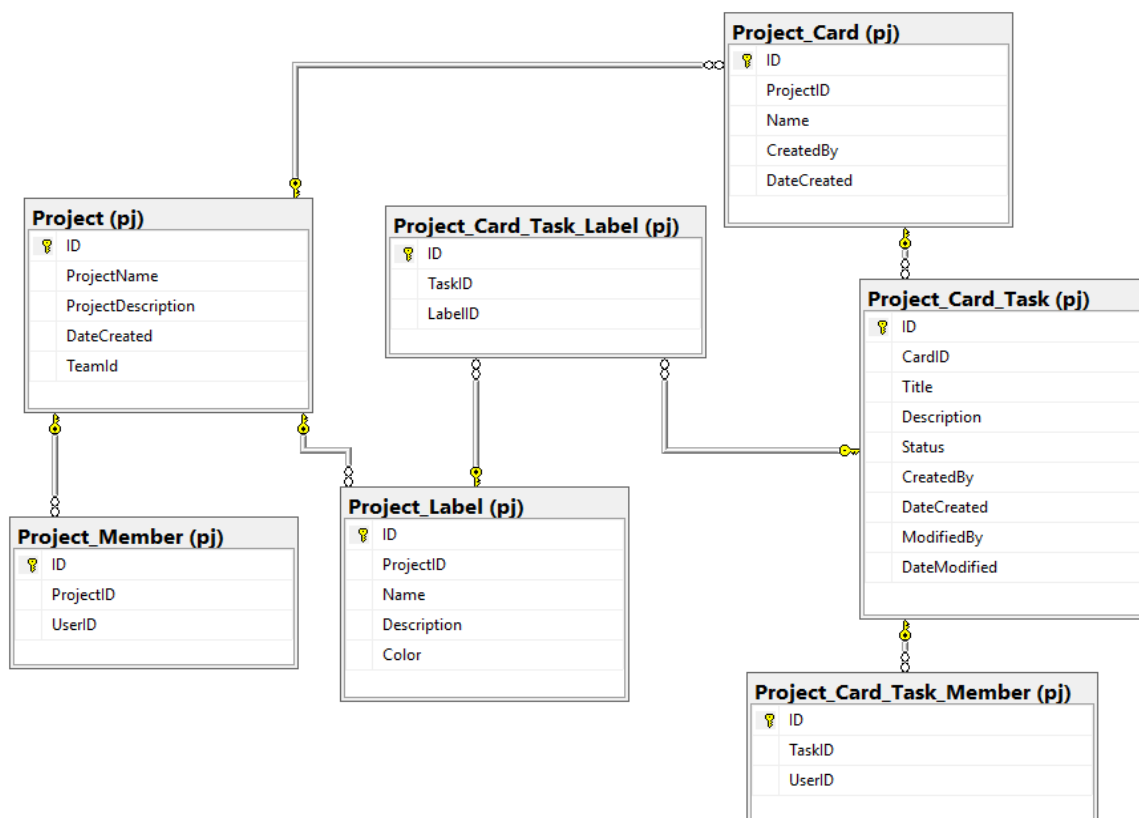 Project_Card (pj)
ID
ProjectID
Name
CreatedBy
DateCreated
Project (pj)
ID
ProjectName
ProjectDescription
DateCreated
TeamId
Project_Card_Task_Label (pj)
ID
TaskID
LabelID
Project_Card_Task (pj)
ID
CardID
Title
Description
Status
CreatedBy
DateCreated
ModifiedBy
DateModified
Project_Member (pj)
ID
ProjectID
UserID
Project_Label (pj)
ID
ProjectID
Name
Description
Color
Project_Card_Task_Member (pj)
ID
TaskID
UserID